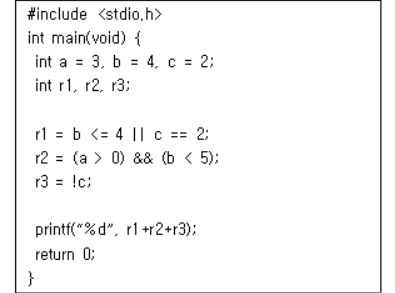 #include <stdio.h>
int main(void) {
int a = 3, b = 4, c = 2;
int r1, r2, r3;
r1 = b <= 4 || c == 2;
r2 = (a > 0) && (b < 5);
r3 = !c;
printf("%d", r1+r2+r3);
return 0;
}